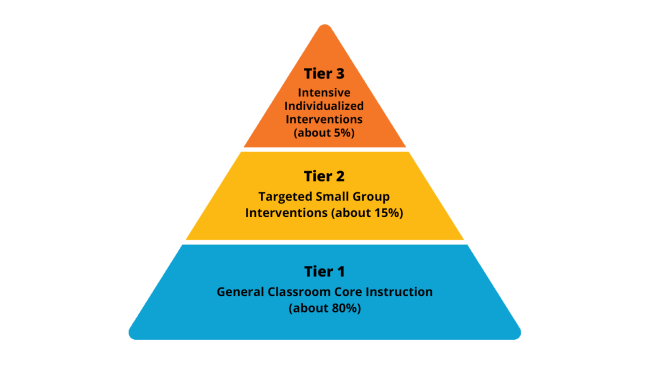 Tier 3
Intensive
Individualized
Interventions
(about 5%)
Tier 2
Targeted Small Group
Interventions (about 15%)
Tier 1
General Classroom Core Instruction
(about 80%)